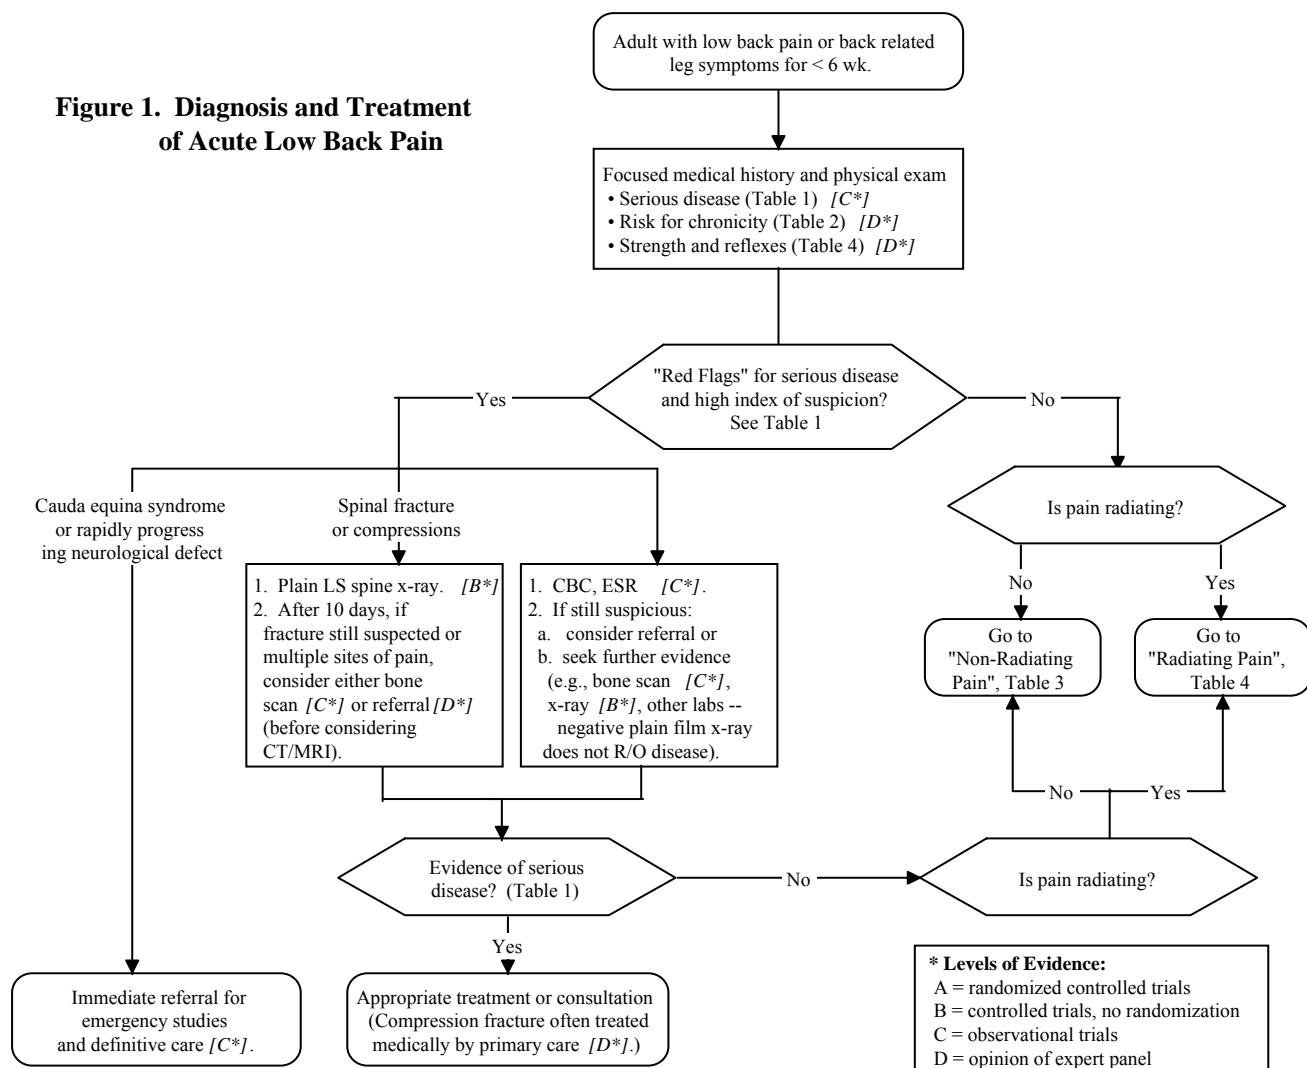 Adult with low back pain or back related
leg symptoms for < 6 wk.
Figure 1.  Diagnosis and Treatment
of Acute Low Back Pain
Focused medical history and physical exam
• Serious disease (Table 1)  [C*]
• Risk for chronicity (Table 2)  [D*]
• Strength and reflexes (Table 4)  [D*]
"Red Flags" for serious disease
and high index of suspicion?
See Table 1
Yes
No
Cauda equina syndrome
or rapidly progress
ing neurological defect
Spinal fracture
or compressions
Is pain radiating?
1.  Plain LS spine x-ray.  [B*]
2.  After 10 days, if
fracture still suspected or
multiple sites of pain,
consider either bone
scan [C*] or referral [D*]
(before considering
CT/MRI).
1.  CBC, ESR  [C*].
2.  If still suspicious:
a.  consider referral or
b.  seek further evidence
(e.g., bone scan  [C*],
x-ray  [B*], other labs --
negative plain film x-ray
does not R/O disease).
No
Yes
Go to
"Non-Radiating
Pain", Table 3
Go to
"Radiating Pain",
Table 4
No
Yes
Evidence of serious
disease?  (Table 1)
No
Is pain radiating?
Yes
Immediate referral for
emergency studies
and definitive care [C*].
Appropriate treatment or consultation
(Compression fracture often treated
medically by primary care [D*].)
* Levels of Evidence:
A = randomized controlled trials
B = controlled trials, no randomization
C = observational trials
D = opinion of expert panel